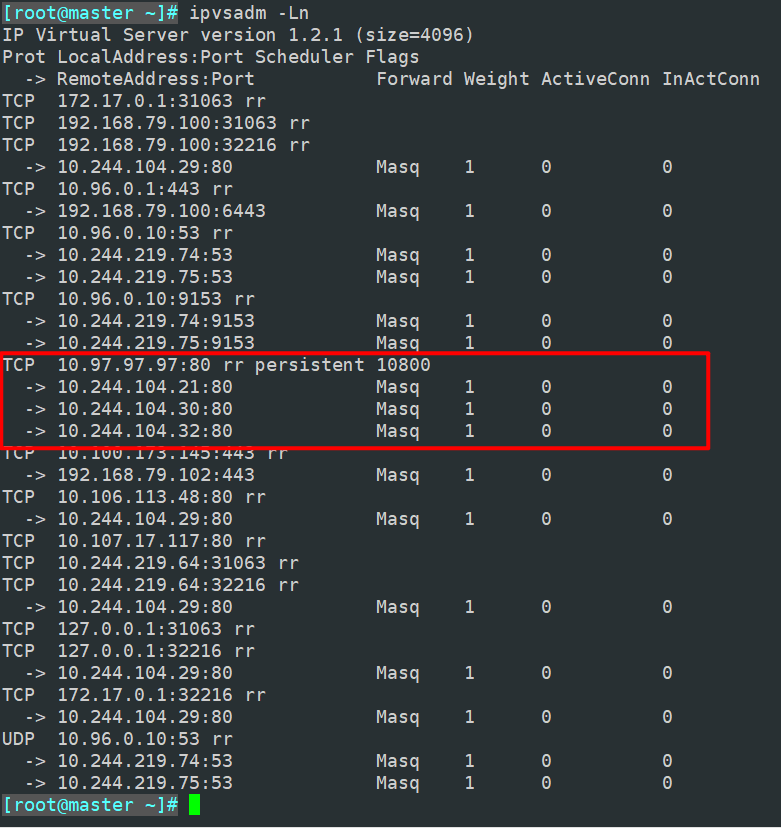 [root@master ~]# ipvsadm -Ln
IP Virtual Server version 1.2.1 (size=4096)
Prot LocalAddress:Port Scheduler Flags
  -> RemoteAddress:Port           Forward Weight ActiveConn InActConn
TCP  172.17.0.1:31063 rr
TCP  192.168.79.100:31063 rr
TCP  192.168.79.100:32216 rr
  -> 10.244.104.29:80             Masq    1      0          0
TCP  10.96.0.1:443 rr
  -> 192.168.79.100:6443          Masq    1      0          0
TCP  10.96.0.10:53 rr
  -> 10.244.219.74:53             Masq    1      0          0
  -> 10.244.219.75:53             Masq    1      0          0
TCP  10.96.0.10:9153 rr
  -> 10.244.219.74:9153           Masq    1      0          0
  -> 10.244.219.75:9153           Masq    1      0          0
TCP  10.97.97.97:80 rr persistent 10800
  -> 10.244.104.21:80             Masq    1      0          0
  -> 10.244.104.30:80             Masq    1      0          0
  -> 10.244.104.32:80             Masq    1      0          0
TCP  10.100.173.145:443 rr
  -> 192.168.79.102:443           Masq    1      0          0
TCP  10.106.113.48:80 rr
  -> 10.244.104.29:80             Masq    1      0          0
TCP  10.107.17.117:80 rr
TCP  10.244.219.64:31063 rr
TCP  10.244.219.64:32216 rr
  -> 10.244.104.29:80             Masq    1      0          0
TCP  127.0.0.1:31063 rr
TCP  127.0.0.1:32216 rr
  -> 10.244.104.29:80             Masq    1      0          0
TCP  172.17.0.1:32216 rr
  -> 10.244.104.29:80             Masq    1      0          0
UDP  10.96.0.10:53 rr
  -> 10.244.219.74:53             Masq    1      0          0
  -> 10.244.219.75:53             Masq    1      0          0
[root@master ~]#